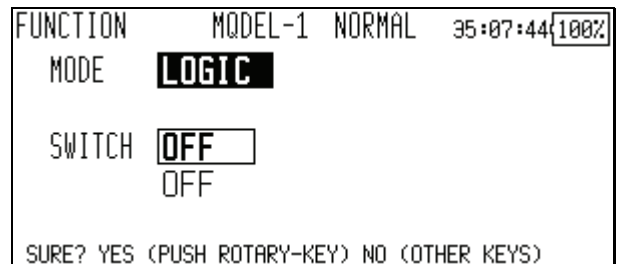 FUNCTION MODEL-1 NORMAL 35:07:44 100%
MODE LOGIC
SWITCH OFF
OFF
SURE? YES (PUSH ROTARY-KEY) NO (OTHER KEYS)